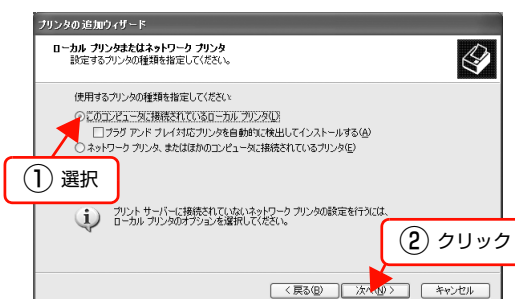 プリンタの追加ウィザード
ローカル プリンタまたはネットワーク プリンタ
設定するプリンタの種類を指定してください。
使用するプリンタの種類を指定してください:
このコンピュータに接続されているローカル プリンタ(L)
プラグ アンド プレイ対応プリンタを自動的に検出してインストールする(A)
ネットワーク プリンタ、またはほかのコンピュータに接続されているプリンタ(E)
① 選択
プリント サーバーに接続されていないネットワーク プリンタの設定を行うには、
ローカル プリンタのオプションを選択してください。
② クリック
< 戻る(B)
次へ(N) >
キャンセル